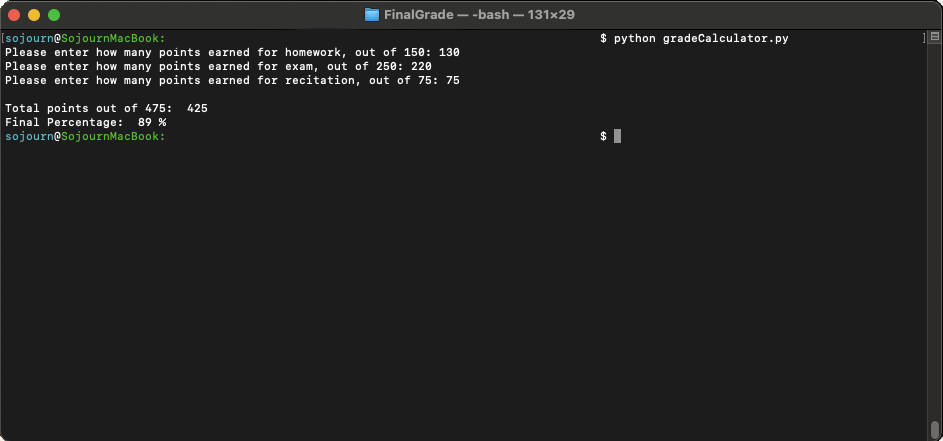 FinalGrade — -bash — 131×29
[sojourn@SojournMacBook: $ python gradeCalculator.py ]
Please enter how many points earned for homework, out of 150: 130
Please enter how many points earned for exam, out of 250: 220
Please enter how many points earned for recitation, out of 75: 75
Total points out of 475:  425
Final Percentage:  89 %
sojourn@SojournMacBook: $